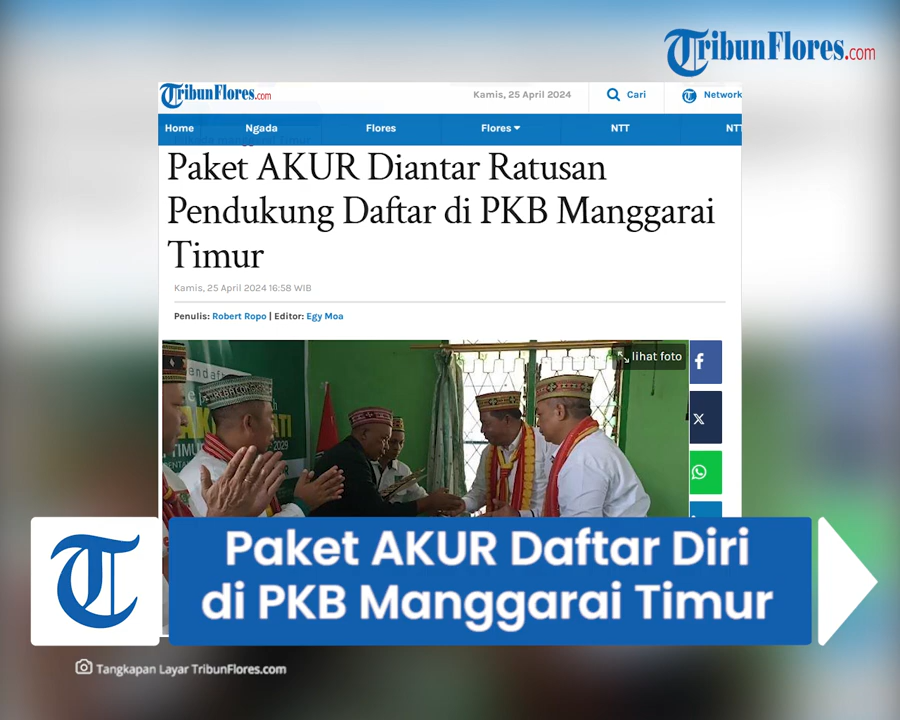 TribunFlores.com
TribunFlores.com
Kamis, 25 April 2024
Cari
Network
Home
Ngada
Flores
Flores
NTT
Paket AKUR Diantar Ratusan
Pendukung Daftar di PKB Manggarai
Timur
Kamis, 25 April 2024 16:58 WIB
Penulis: Robert Ropo | Editor: Egy Moa
lihat foto
Paket AKUR Daftar Diri
di PKB Manggarai Timur
Tangkapan Layar TribunFlores.com